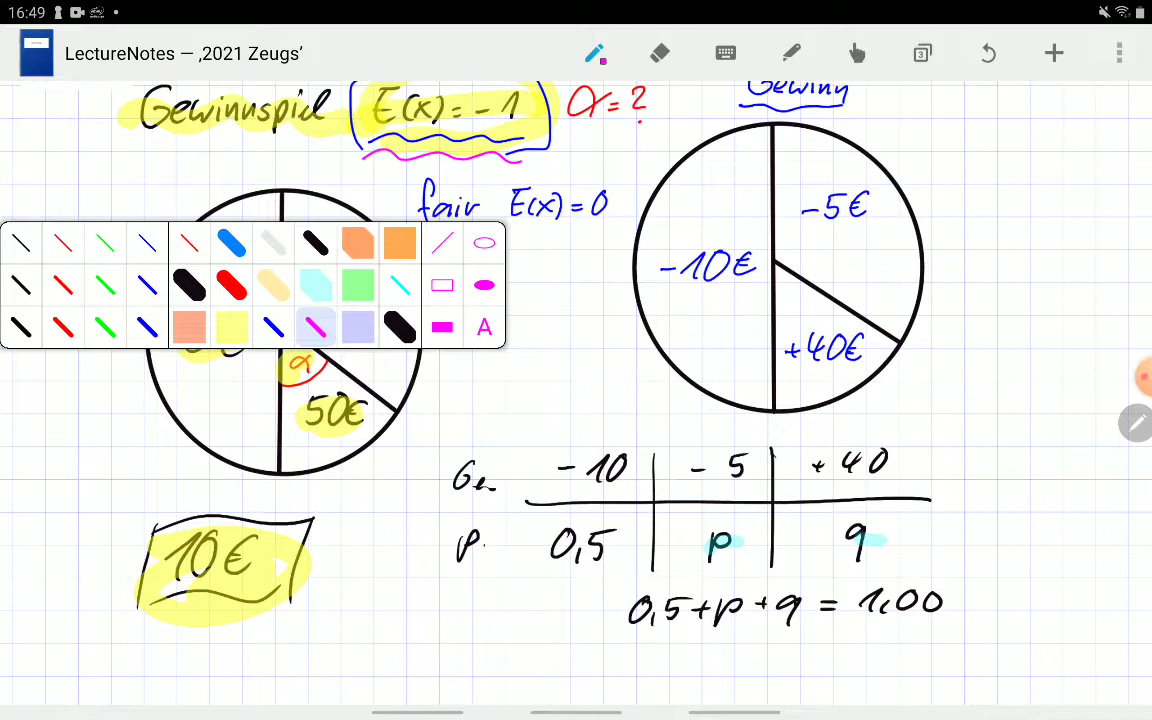 16:49
LectureNotes — ‚2021 Zeugs‘
3
Gewinnspiel (E(x)=-1) α=?
Gewinn
fair E(x)=0
A
-5€
-10€
+40€
α
50€
10€
Ge. -10 | -5 | +40
P. 0,5 | p | q
0,5+p+q = 1,00